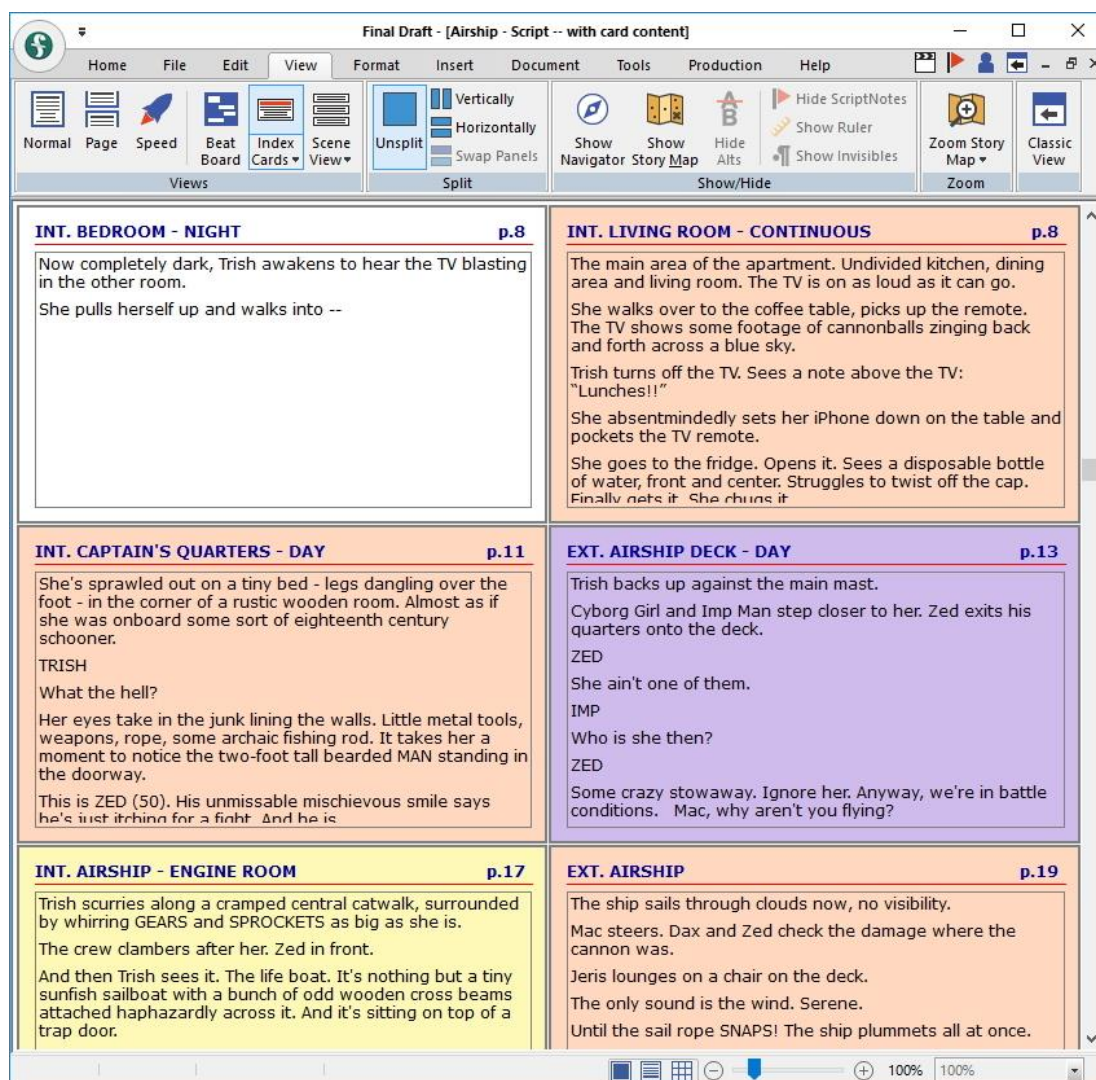 Final Draft - [Airship - Script -- with card content]
Home File Edit View Format Insert Document Tools Production Help
Normal Page Speed Beat Board Index Cards Scene View
Views
Unsplit Vertically Horizontally Swap Panels
Split
Show Navigator Show Story Map Hide Alts Hide ScriptNotes Show Ruler Show Invisibles
Show/Hide
Zoom Story Map
Zoom
Classic View
INT. BEDROOM - NIGHT p.8
Now completely dark, Trish awakens to hear the TV blasting
in the other room.
She pulls herself up and walks into --
INT. LIVING ROOM - CONTINUOUS p.8
The main area of the apartment. Undivided kitchen, dining
area and living room. The TV is on as loud as it can go.
She walks over to the coffee table, picks up the remote.
The TV shows some footage of cannonballs zinging back
and forth across a blue sky.
Trish turns off the TV. Sees a note above the TV:
“Lunches!!”
She absentmindedly sets her iPhone down on the table and
pockets the TV remote.
She goes to the fridge. Opens it. Sees a disposable bottle
of water, front and center. Struggles to twist off the cap.
Finally gets it. She chugs it.
INT. CAPTAIN'S QUARTERS - DAY p.11
She's sprawled out on a tiny bed - legs dangling over the
foot - in the corner of a rustic wooden room. Almost as if
she was onboard some sort of eighteenth century
schooner.
TRISH
What the hell?
Her eyes take in the junk lining the walls. Little metal tools,
weapons, rope, some archaic fishing rod. It takes her a
moment to notice the two-foot tall bearded MAN standing in
the doorway.
This is ZED (50). His unmissable mischievous smile says
he's just itching for a fight. And he is.
EXT. AIRSHIP DECK - DAY p.13
Trish backs up against the main mast.
Cyborg Girl and Imp Man step closer to her. Zed exits his
quarters onto the deck.
ZED
She ain't one of them.
IMP
Who is she then?
ZED
Some crazy stowaway. Ignore her. Anyway, we're in battle
conditions.   Mac, why aren't you flying?
INT. AIRSHIP - ENGINE ROOM p.17
Trish scurries along a cramped central catwalk, surrounded
by whirring GEARS and SPROCKETS as big as she is.
The crew clambers after her. Zed in front.
And then Trish sees it. The life boat. It's nothing but a tiny
sunfish sailboat with a bunch of odd wooden cross beams
attached haphazardly across it. And it's sitting on top of a
trap door.
EXT. AIRSHIP p.19
The ship sails through clouds now, no visibility.
Mac steers. Dax and Zed check the damage where the
cannon was.
Jeris lounges on a chair on the deck.
The only sound is the wind. Serene.
Until the sail rope SNAPS! The ship plummets all at once.
100% 100%